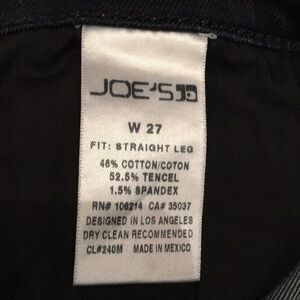 JOE'S
W 27
FIT: STRAIGHT LEG
46% COTTON/COTON
52.5% TENCEL
1.5% SPANDEX
RN# 106214 CA# 35037
DESIGNED IN LOS ANGELES
DRY CLEAN RECOMMENDED
CL#240M MADE IN MEXICO